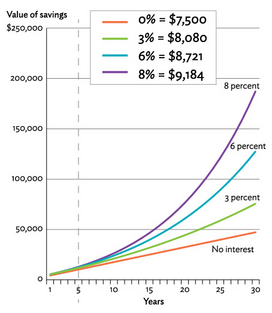 Value of savings
$250,000
0% = $7,500
3% = $8,080
6% = $8,721
8% = $9,184
200,000
8 percent
150,000
6 percent
100,000
3 percent
50,000
No interest
0
1 5 10 15 20 25 30
Years